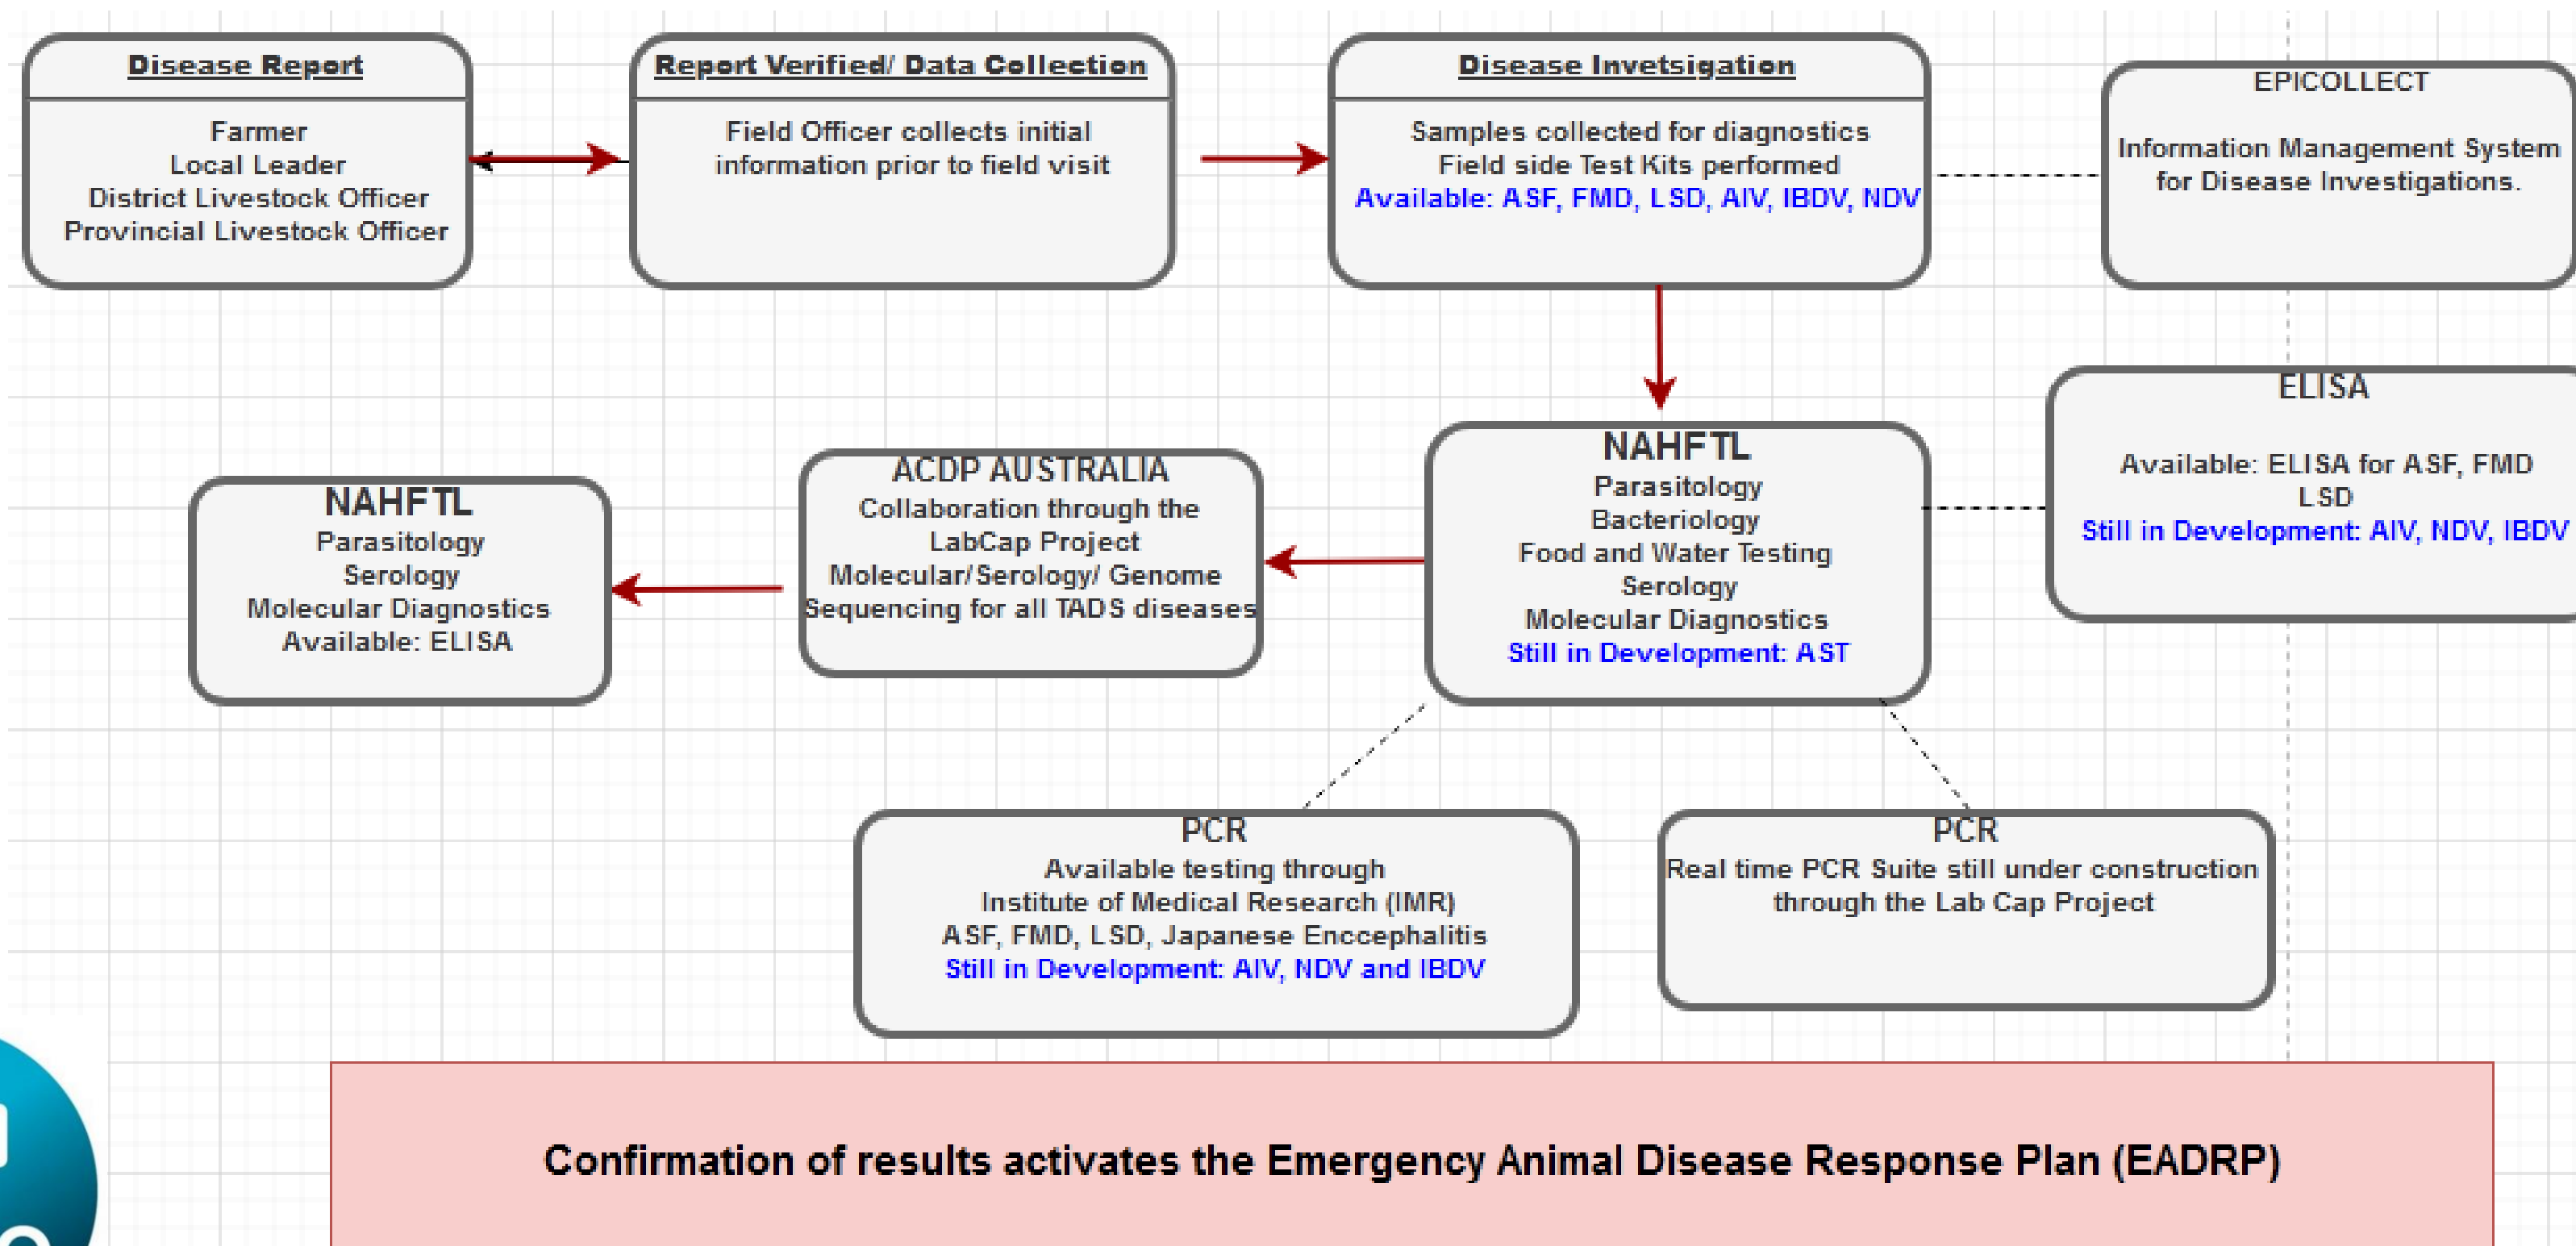 Disease Report
Farmer
Local Leader
District Livestock Officer
Provincial Livestock Officer
Report Verified/ Data Collection
Field Officer collects initial
information prior to field visit
Disease Invetsigation
Samples collected for diagnostics
Field side Test Kits performed
Available: ASF, FMD, LSD, AIV, IBDV, NDV
EPICOLLECT
Information Management System
for Disease Investigations.
NAHFTL
Parasitology
Serology
Molecular Diagnostics
Available: ELISA
ACDP AUSTRALIA
Collaboration through the
LabCap Project
Molecular/Serology/ Genome
Sequencing for all TADS diseases
NAHFTL
Parasitology
Bacteriology
Food and Water Testing
Serology
Molecular Diagnostics
Still in Development: AST
ELISA
Available: ELISA for ASF, FMD
LSD
Still in Development: AIV, NDV, IBDV
PCR
Available testing through
Institute of Medical Research (IMR)
ASF, FMD, LSD, Japanese Enccephalitis
Still in Development: AIV, NDV and IBDV
PCR
Real time PCR Suite still under construction
through the Lab Cap Project
Confirmation of results activates the Emergency Animal Disease Response Plan (EADRP)